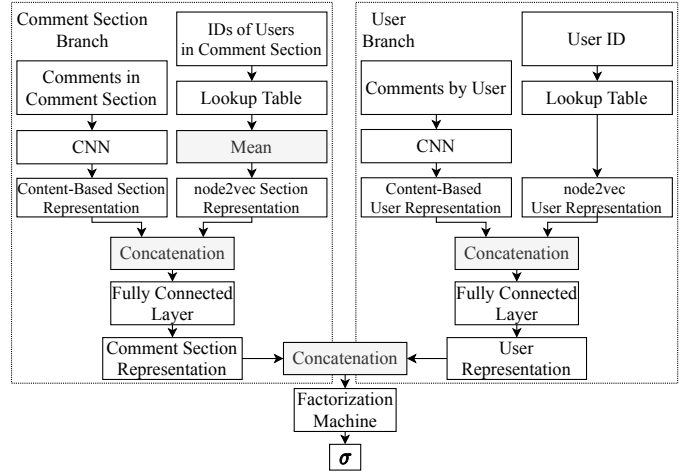 Comment Section
Branch
IDs of Users
in Comment Section
Comments in
Comment Section
Lookup Table
CNN
Mean
Content-Based Section
Representation
node2vec Section
Representation
Concatenation
Fully Connected
Layer
Comment Section
Representation
User
Branch
User ID
Comments by User
Lookup Table
CNN
Content-Based
User Representation
node2vec
User Representation
Concatenation
Fully Connected
Layer
User
Representation
Concatenation
Factorization
Machine
σ